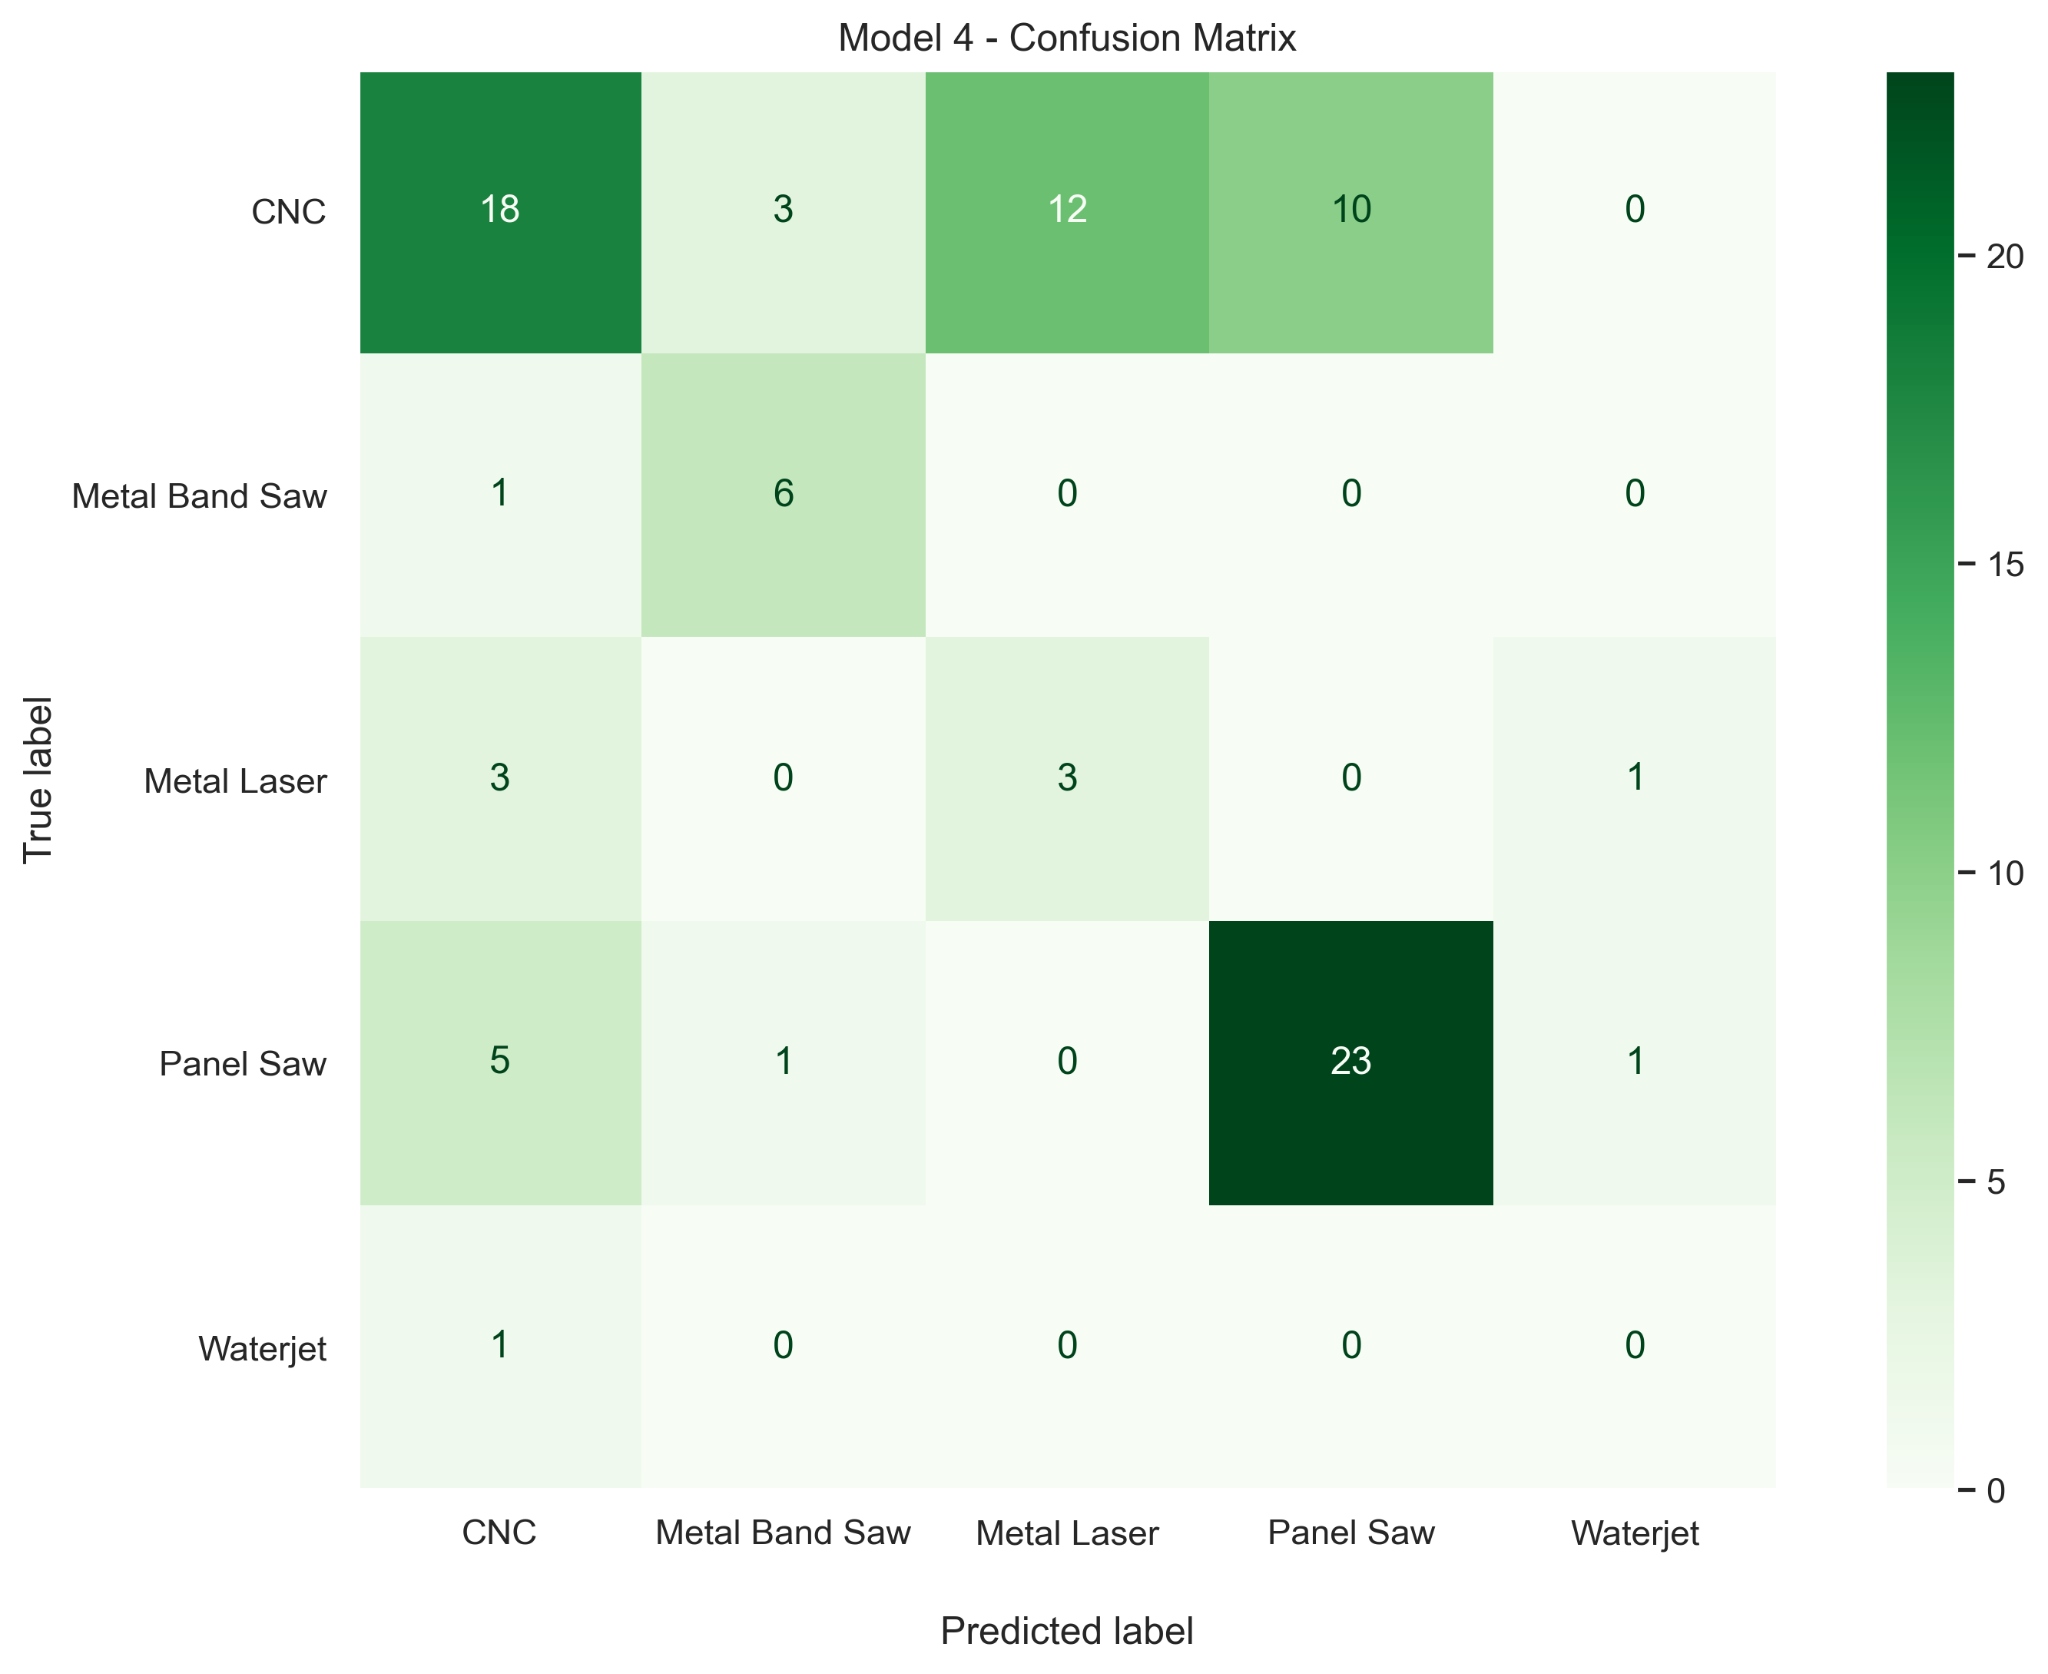 Model 4 - Confusion Matrix
CNC
18 3 12 10 0
Metal Band Saw
1 6 0 0 0
Metal Laser
3 0 3 0 1
Panel Saw
5 1 0 23 1
Waterjet
1 0 0 0 0
True label
CNC Metal Band Saw Metal Laser Panel Saw Waterjet
Predicted label
20
15
10
5
0